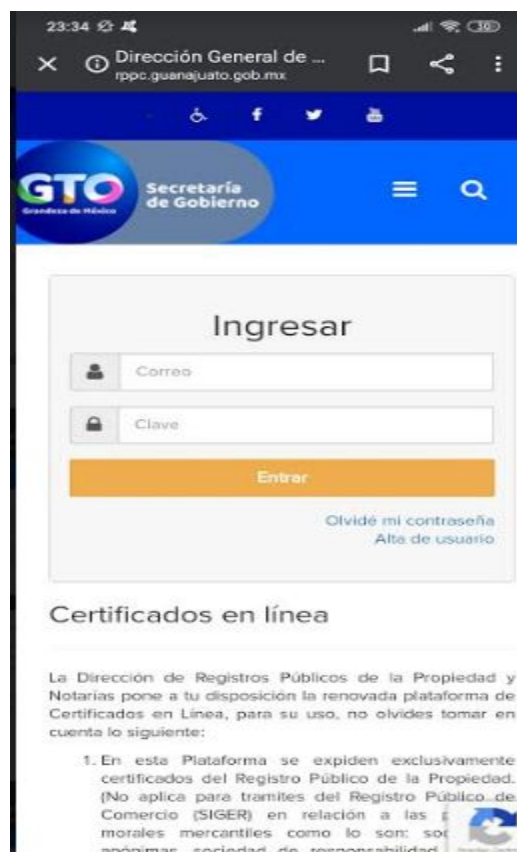 23:34
30
Dirección General de ...
rppc.guanajuato.gob.mx
GTO
Grandeza de México
Secretaría
de Gobierno
Ingresar
Correo
Clave
Entrar
Olvidé mi contraseña
Alta de usuario
Certificados en línea
La Dirección de Registros Públicos de la Propiedad y
Notarías pone a tu disposición la renovada plataforma de
Certificados en Línea, para su uso, no olvides tomar en
cuenta lo siguiente:
1. En esta Plataforma se expiden exclusivamente
certificados del Registro Público de la Propiedad.
(No aplica para tramites del Registro Público de
Comercio (SIGER) en relación a las
morales mercantiles como lo son:
anónimas, sociedad de responsabilidad